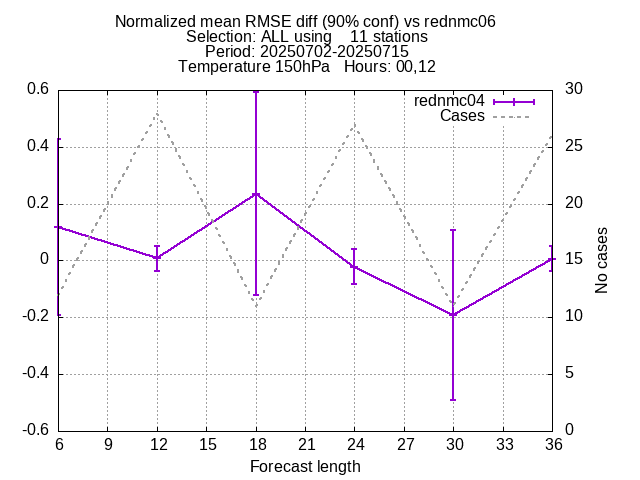 Normalized mean RMSE diff (90% conf) vs rednmc06
Selection: ALL using    11 stations
Period: 20250702-20250715
Temperature 150hPa   Hours: 00,12
rednmc04
Cases
0.6
0.4
0.2
0
-0.2
-0.4
-0.6
30
25
20
15
10
5
0
No cases
6 9 12 15 18 21 24 27 30 33 36
Forecast length